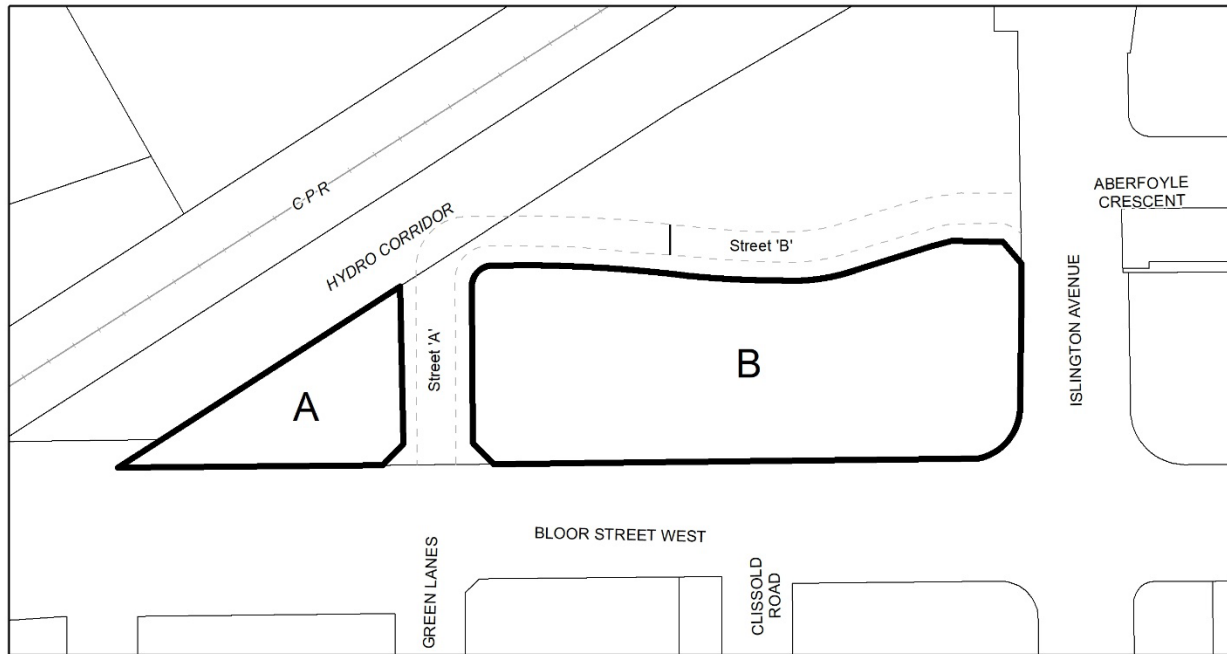 C P R
HYDRO CORRIDOR
ABERFOYLE
CRESCENT
Street 'B'
Street 'A'
A
B
ISLINGTON AVENUE
BLOOR STREET WEST
GREEN LANES
CLISSOLD
ROAD